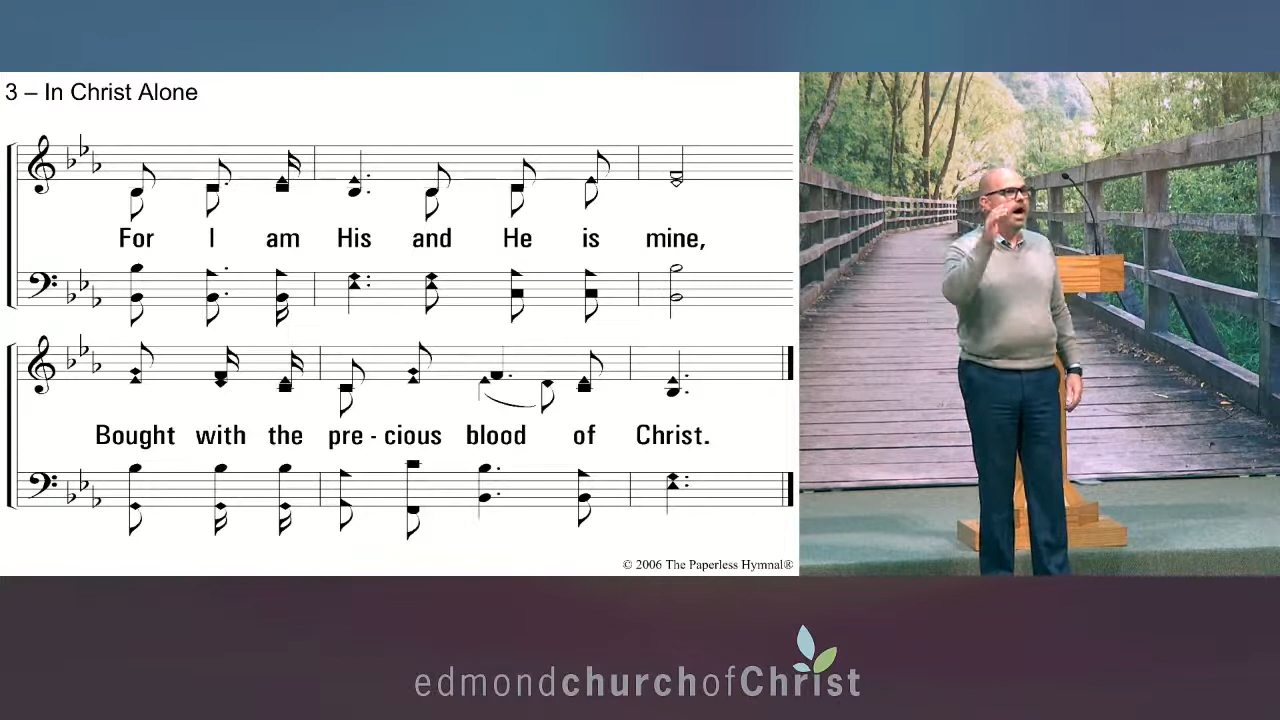 3 – In Christ Alone
For I am His and He is mine,
Bought with the pre - cious blood of Christ.
© 2006 The Paperless Hymnal®
edmondchurchofChrist